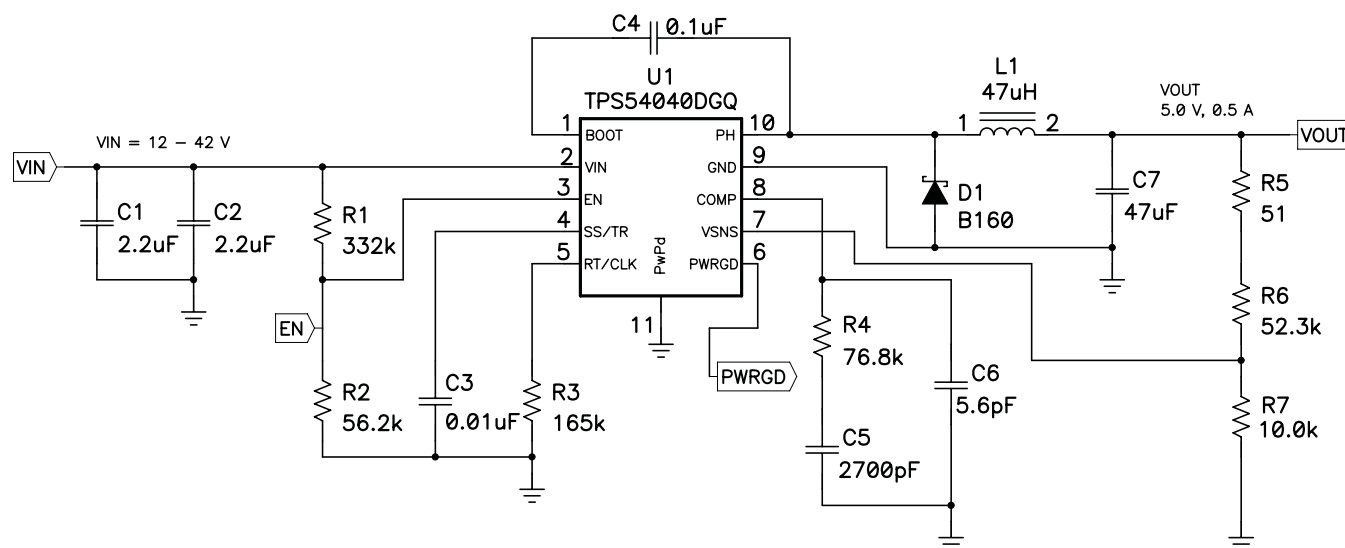 C4
0.1uF
U1
TPS54040DGQ
L1
47uH
VOUT
5.0 V, 0.5 A
VIN = 12 – 42 V
VIN
1 BOOT PH 10
2 VIN GND 9
3 EN COMP 8
4 SS/TR VSNS 7
5 RT/CLK PWRGD 6
PwPd
11
1 2
VOUT
C1
2.2uF
C2
2.2uF
R1
332k
D1
B160
C7
47uF
R5
51
EN
R6
52.3k
R4
76.8k
PWRGD
R2
56.2k
C3
0.01uF
R3
165k
C6
5.6pF
R7
10.0k
C5
2700pF